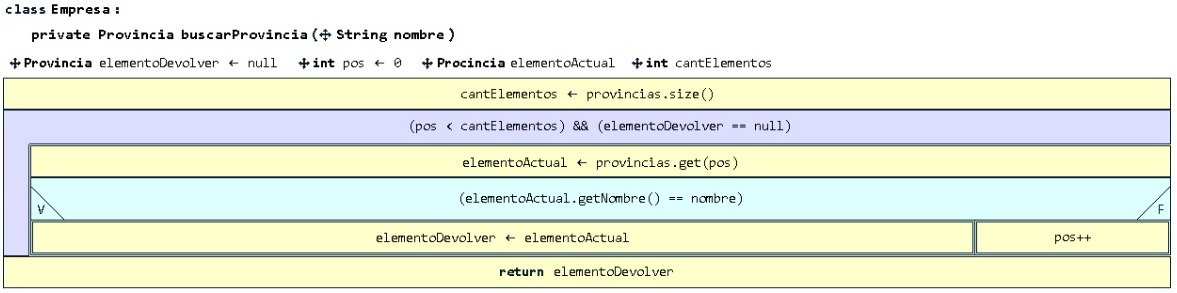 class Empresa:
private Provincia buscarProvincia(✢ String nombre)
✢Provincia elementoDevolver ← null ✢int pos ← 0 ✢Procincia elementoActual ✢int cantElementos
cantElementos ← provincias.size()
(pos < cantElementos) && (elementoDevolver == null)
elementoActual ← provincias.get(pos)
(elementoActual.getNombre() == nombre)
V F
elementoDevolver ← elementoActual pos++
return elementoDevolver